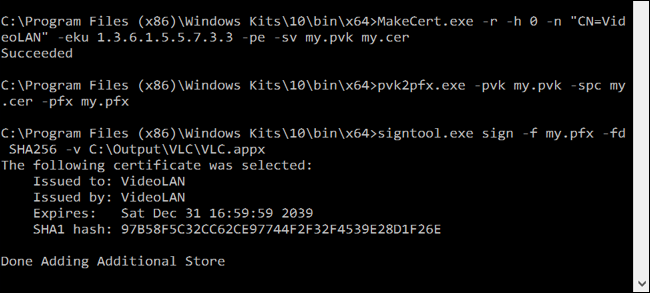 C:\Program Files (x86)\Windows Kits\10\bin\x64>MakeCert.exe -r -h 0 -n "CN=Vid
eoLAN" -eku 1.3.6.1.5.5.7.3.3 -pe -sv my.pvk my.cer
Succeeded
C:\Program Files (x86)\Windows Kits\10\bin\x64>pvk2pfx.exe -pvk my.pvk -spc my
.cer -pfx my.pfx
C:\Program Files (x86)\Windows Kits\10\bin\x64>signtool.exe sign -f my.pfx -fd
 SHA256 -v C:\Output\VLC\VLC.appx
The following certificate was selected:
    Issued to: VideoLAN
    Issued by: VideoLAN
    Expires:   Sat Dec 31 16:59:59 2039
    SHA1 hash: 97B58F5C32CC62CE97744F2F32F4539E28D1F26E
Done Adding Additional Store